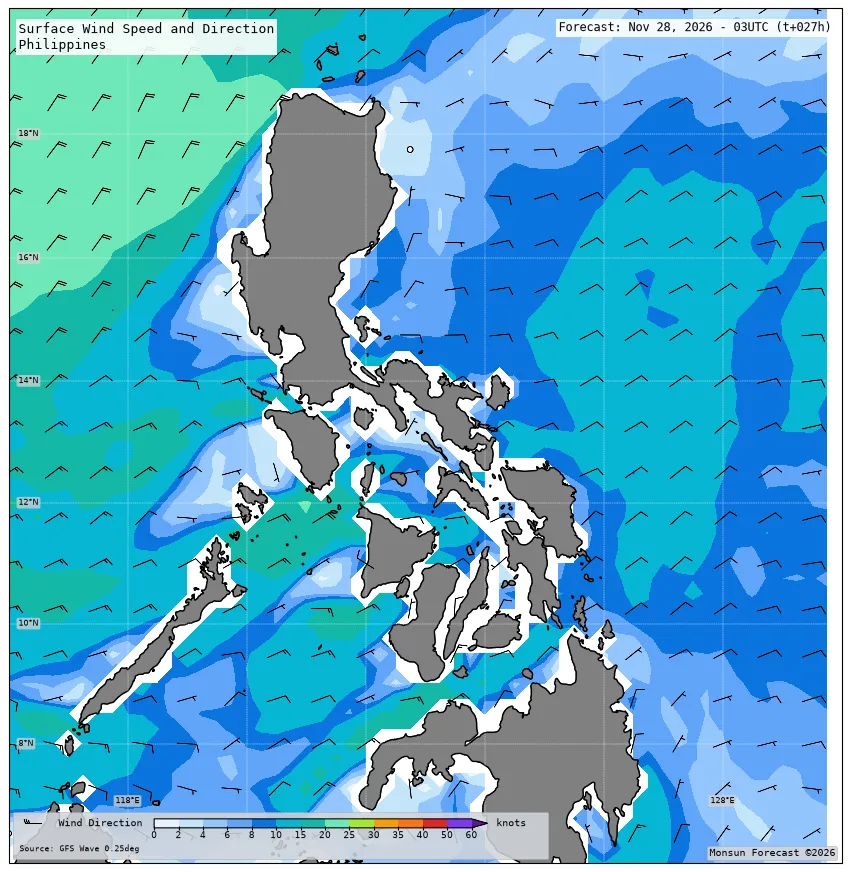 Surface Wind Speed and Direction
Philippines
Forecast: Nov 28, 2026 - 03UTC (t+027h)
18°N
16°N
14°N
12°N
10°N
8°N
118°E
128°E
Wind Direction
0 2 4 6 8 10 15 20 25 30 35 40 50 60
knots
Source: GFS Wave 0.25deg
Monsun Forecast ©2026